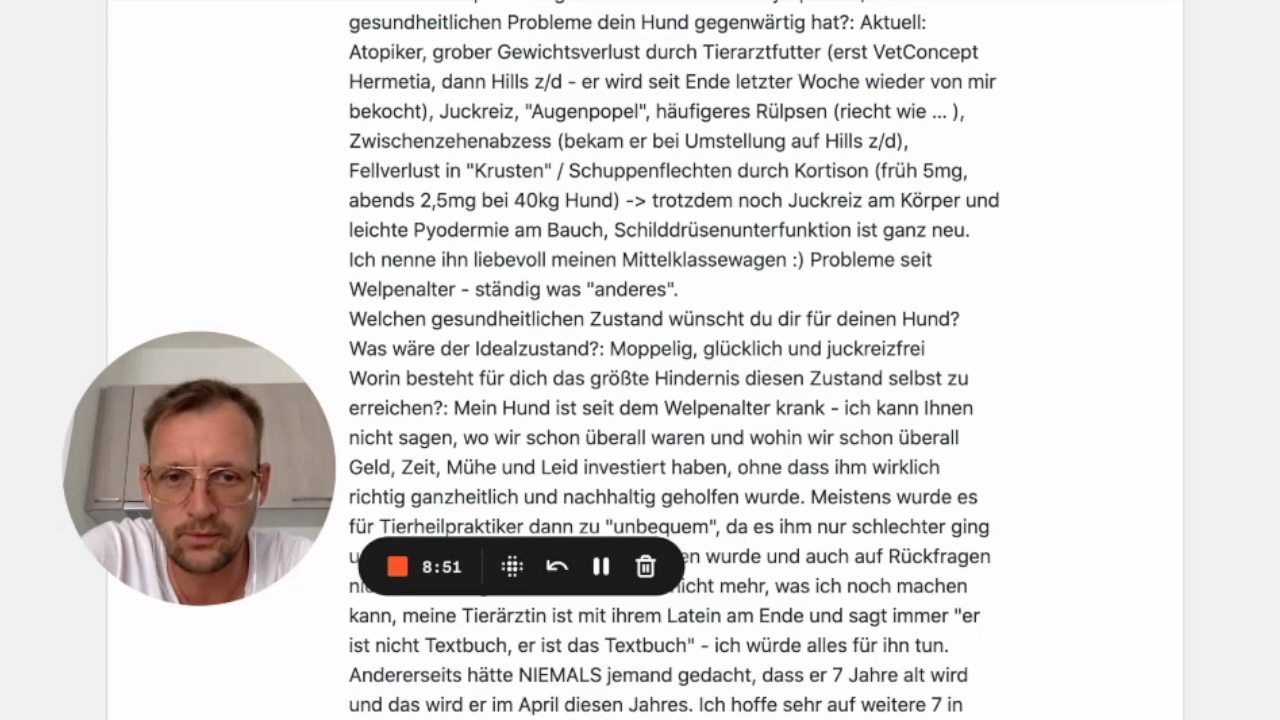 gesundheitlichen Probleme dein Hund gegenwärtig hat?: Aktuell:
Atopiker, grober Gewichtsverlust durch Tierarztfutter (erst VetConcept
Hermetia, dann Hills z/d - er wird seit Ende letzter Woche wieder von mir
bekocht), Juckreiz, "Augenpopel", häufigeres Rülpsen (riecht wie ... ),
Zwischenzehenabzess (bekam er bei Umstellung auf Hills z/d),
Fellverlust in "Krusten" / Schuppenflechten durch Kortison (früh 5mg,
abends 2,5mg bei 40kg Hund) -> trotzdem noch Juckreiz am Körper und
leichte Pyodermie am Bauch, Schilddrüsenunterfunktion ist ganz neu.
Ich nenne ihn liebevoll meinen Mittelklassewagen :) Probleme seit
Welpenalter - ständig was "anderes".
Welchen gesundheitlichen Zustand wünscht du dir für deinen Hund?
Was wäre der Idealzustand?: Moppelig, glücklich und juckreizfrei
Worin besteht für dich das größte Hindernis diesen Zustand selbst zu
erreichen?: Mein Hund ist seit dem Welpenalter krank - ich kann Ihnen
nicht sagen, wo wir schon überall waren und wohin wir schon überall
Geld, Zeit, Mühe und Leid investiert haben, ohne dass ihm wirklich
richtig ganzheitlich und nachhaltig geholfen wurde. Meistens wurde es
für Tierheilpraktiker dann zu "unbequem", da es ihm nur schlechter ging
wurde und auch auf Rückfragen
8:51
nicht mehr, was ich noch machen
kann, meine Tierärztin ist mit ihrem Latein am Ende und sagt immer "er
ist nicht Textbuch, er ist das Textbuch" - ich würde alles für ihn tun.
Andererseits hätte NIEMALS jemand gedacht, dass er 7 Jahre alt wird
und das wird er im April diesen Jahres. Ich hoffe sehr auf weitere 7 in